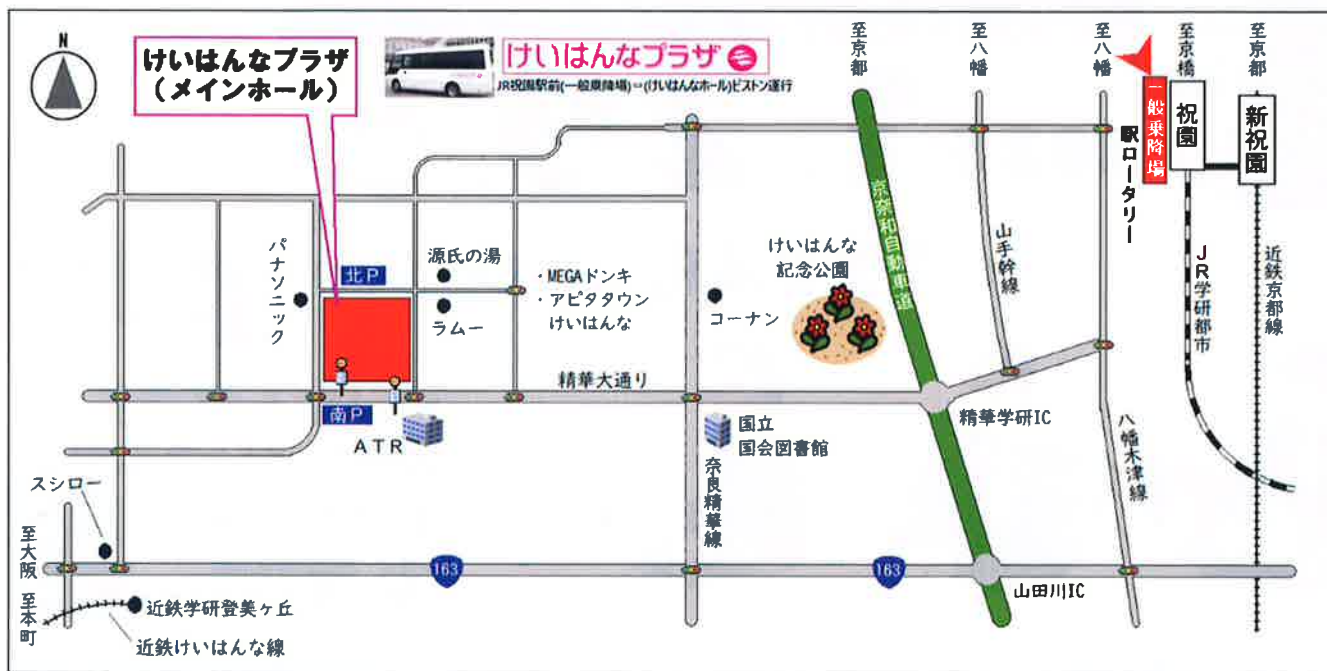 N
けいはんなプラザ
(メインホール)
けいはんなプラザ
JR祝園駅前(一般乗降場)⇔(けいはんなホール)ピストン運行
至京都
至八幡
至八幡
至京橋
至京都
一般乗降場
祝園
新祝園
駅ロータリー
京奈和自動車道
山手幹線
JR学研都市
近鉄京都線
けいはんな
記念公園
パナソニック
北P
源氏の湯
・MEGAドンキ
・アピタタウン
けいはんな
ラムー
コーナン
精華大通り
南P
ATR
国立
国会図書館
精華学研IC
奈良精華線
八幡木津線
スシロー
至大阪
163
163
山田川IC
至本町
近鉄学研登美ヶ丘
近鉄けいはんな線